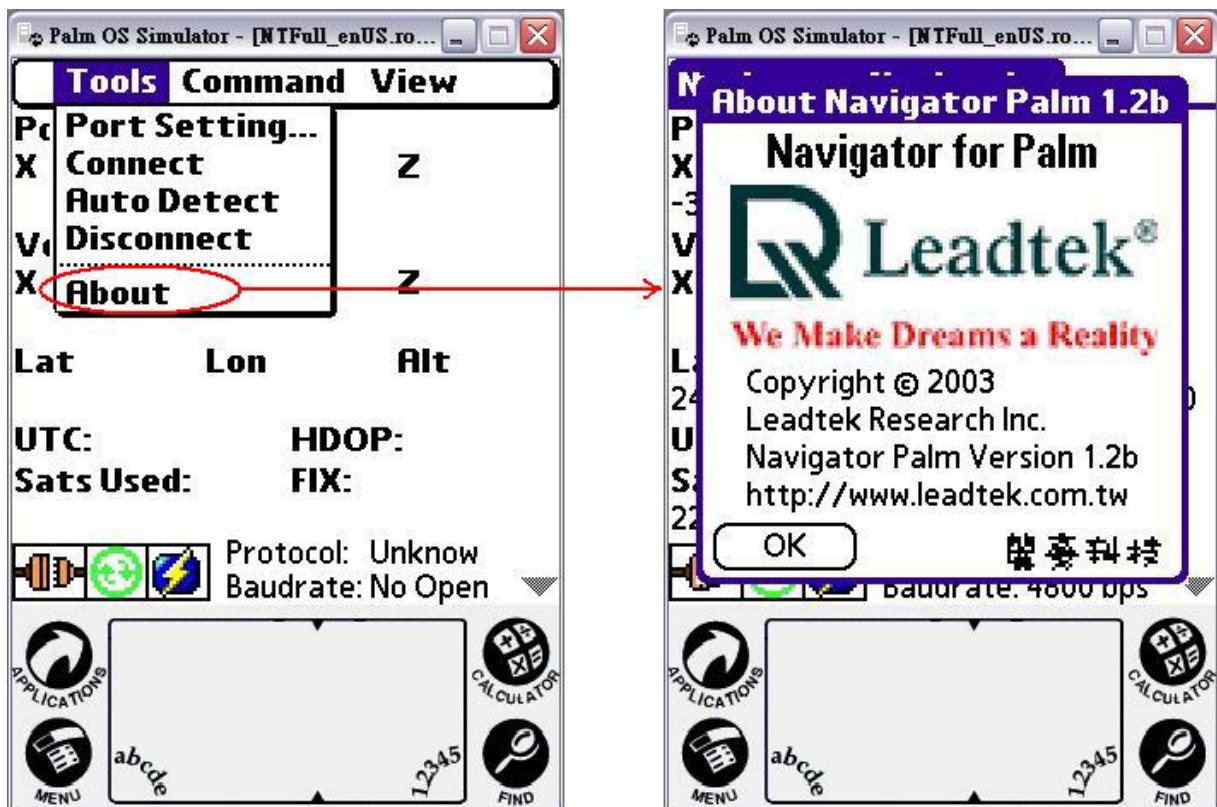 Palm OS Simulator - [NTFull_enUS.ro...
Tools Command View
Port Setting...
X Connect Z
Auto Detect
Disconnect
X About Z
Lat Lon Alt
UTC: HDOP:
Sats Used: FIX:
Protocol: Unknow
Baudrate: No Open
APPLICATIONS
CALCULATOR
MENU
abcde
12345
FIND
Palm OS Simulator - [NTFull_enUS.ro...
About Navigator Palm 1.2b
Navigator for Palm
X
-3
Leadtek®
V
X
We Make Dreams a Reality
Copyright © 2003
24
Leadtek Research Inc.
Navigator Palm Version 1.2b
http://www.leadtek.com.tw
22
OK 麗臺科技
Baudrate: 4800 bps
APPLICATIONS
CALCULATOR
MENU
abcde
12345
FIND